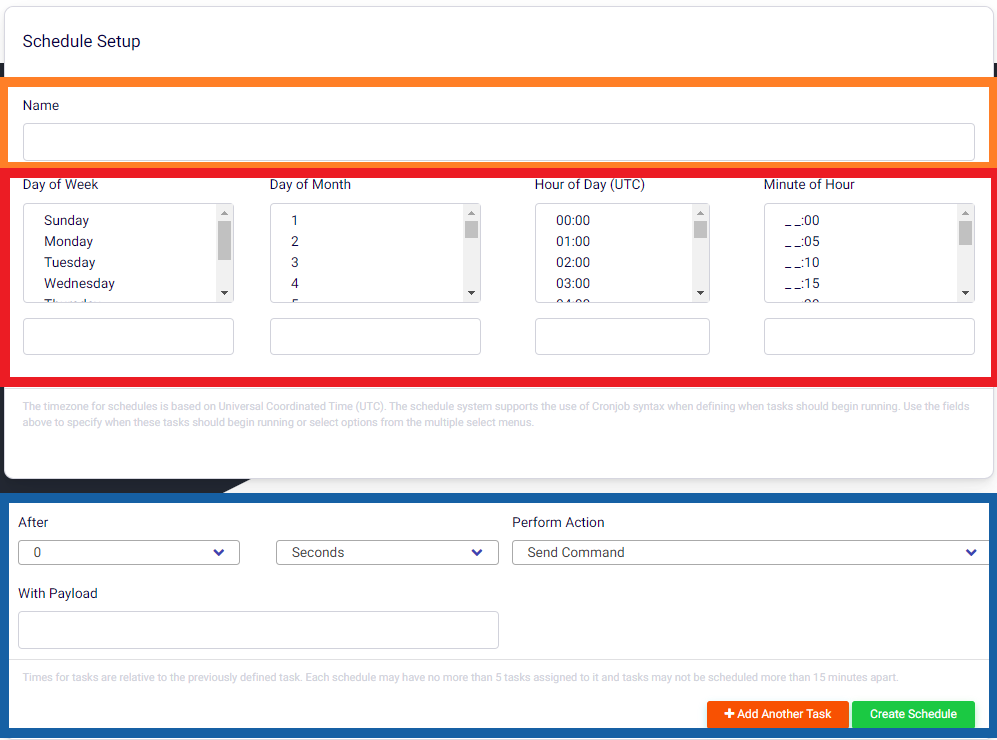 Schedule Setup
Name
Day of Week Day of Month Hour of Day (UTC) Minute of Hour
Sunday 1 00:00 _ _:00
Monday 2 01:00 _ _:05
Tuesday 3 02:00 _ _:10
Wednesday 4 03:00 _ _:15
The timezone for schedules is based on Universal Coordinated Time (UTC). The schedule system supports the use of Cronjob syntax when defining when tasks should begin running. Use the fields
above to specify when these tasks should begin running or select options from the multiple select menus.
After Perform Action
0 Seconds Send Command
With Payload
Times for tasks are relative to the previously defined task. Each schedule may have no more than 5 tasks assigned to it and tasks may not be scheduled more than 15 minutes apart.
+ Add Another Task Create Schedule